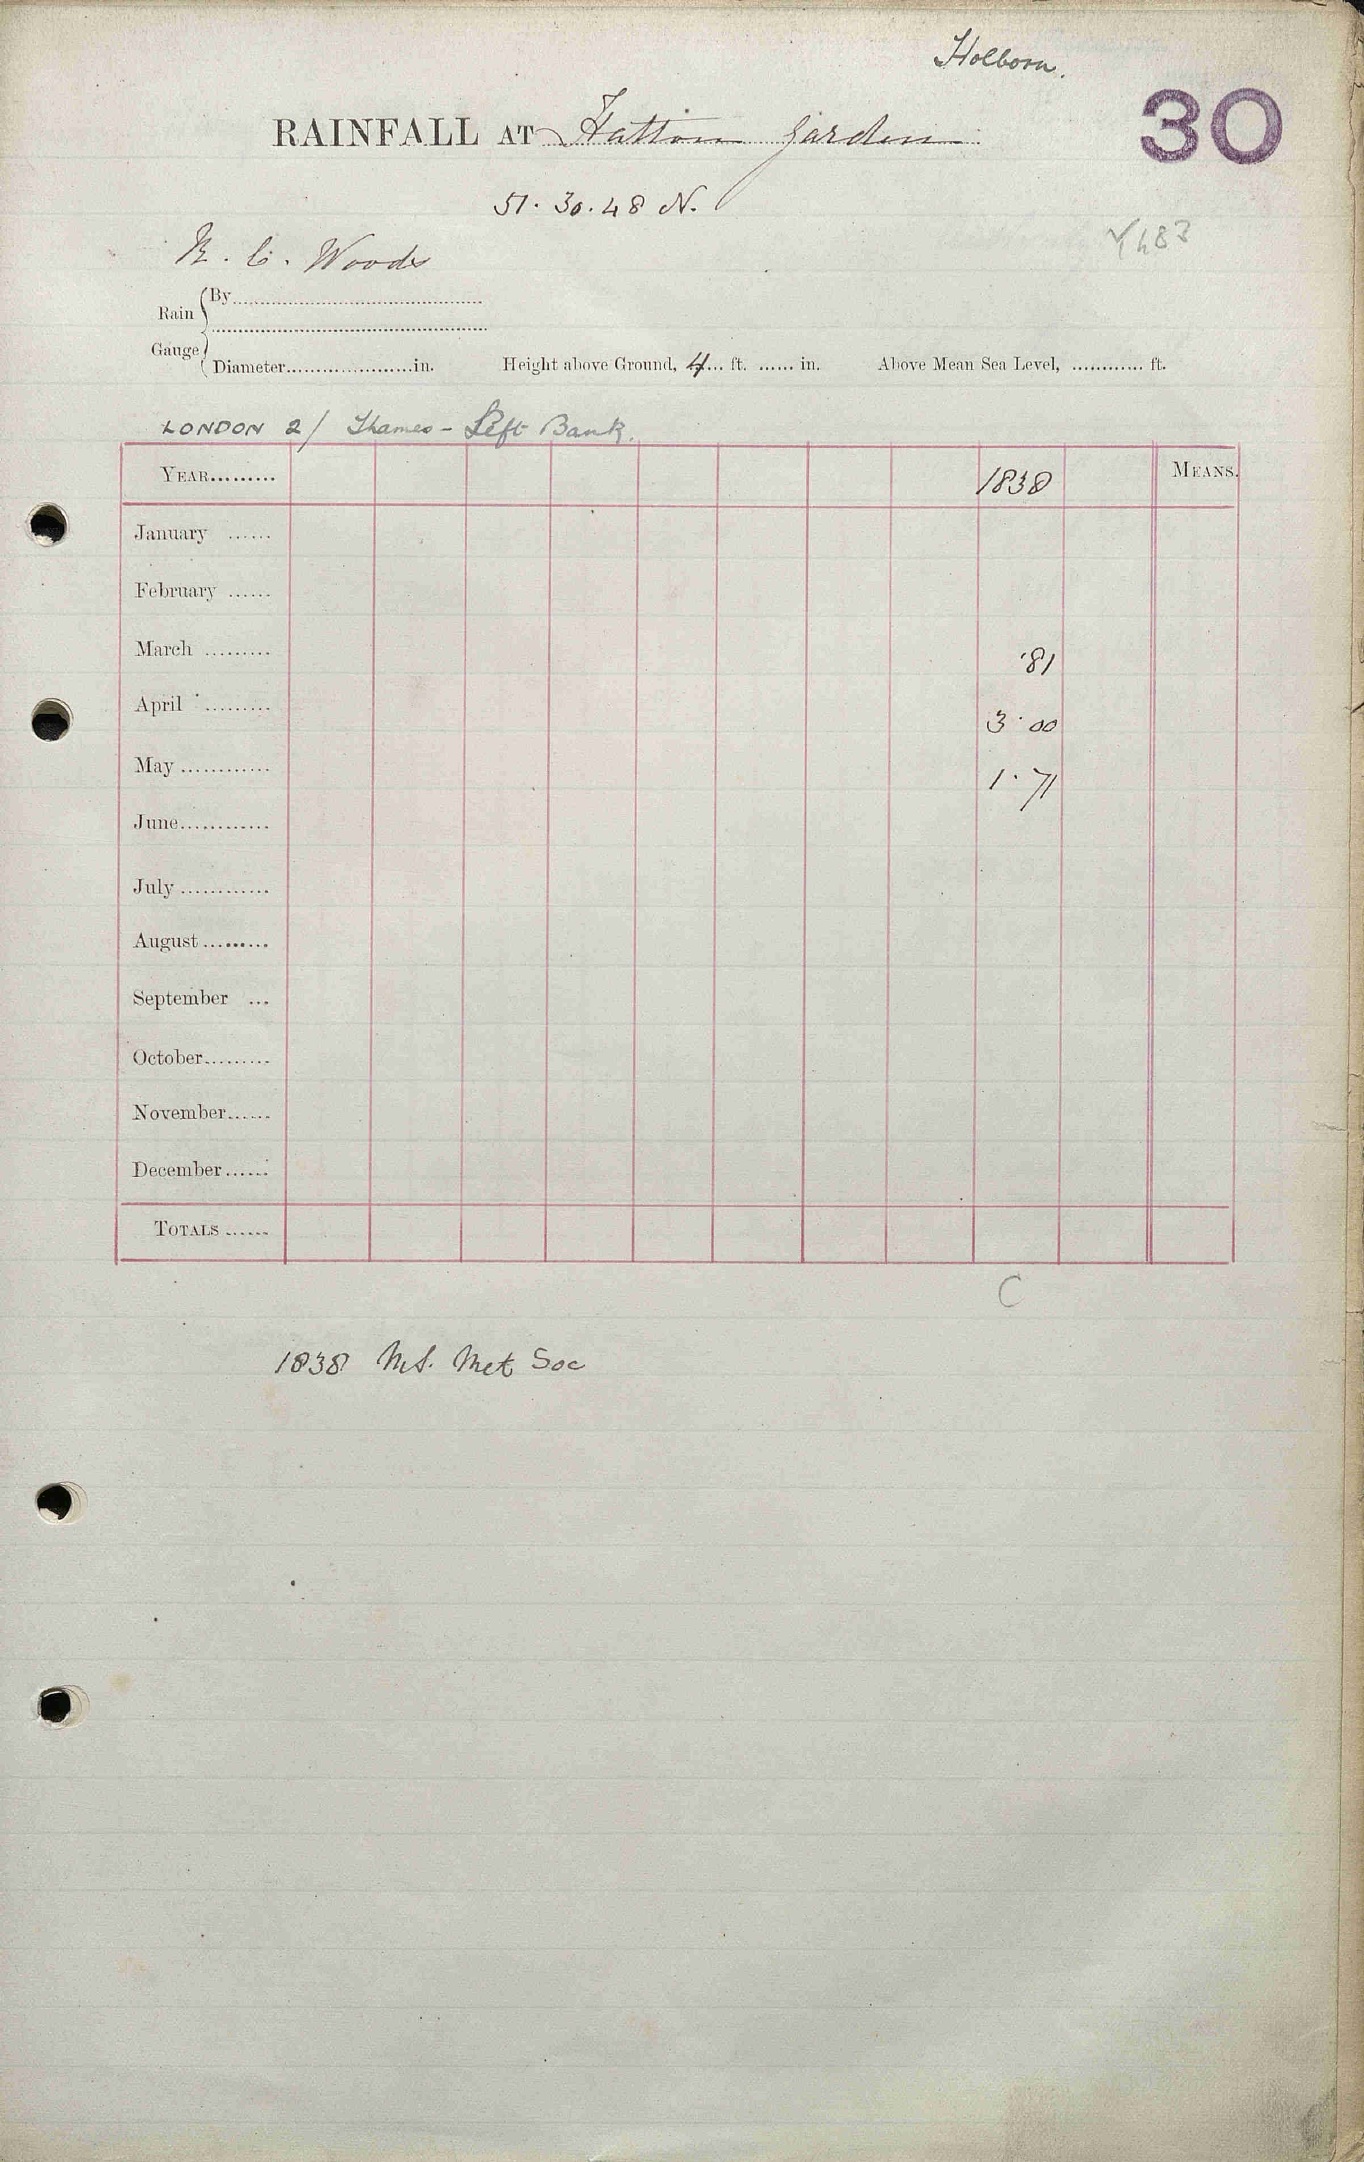 Holborn.
RAINFALL AT Hatton Garden
30
51. 30. 48 N.
R. C. Woods
Rain Gauge
By
Diameter in. Height above Ground, 4 ft. in. Above Mean Sea Level, ft.
LONDON 2/ Thames - Left Bank.
YEAR 1838 MEANS.
January
February
March ·81
April 3·00
May 1·71
June
July
August
September
October
November
December
TOTALS
C
1838 MS. Met Soc